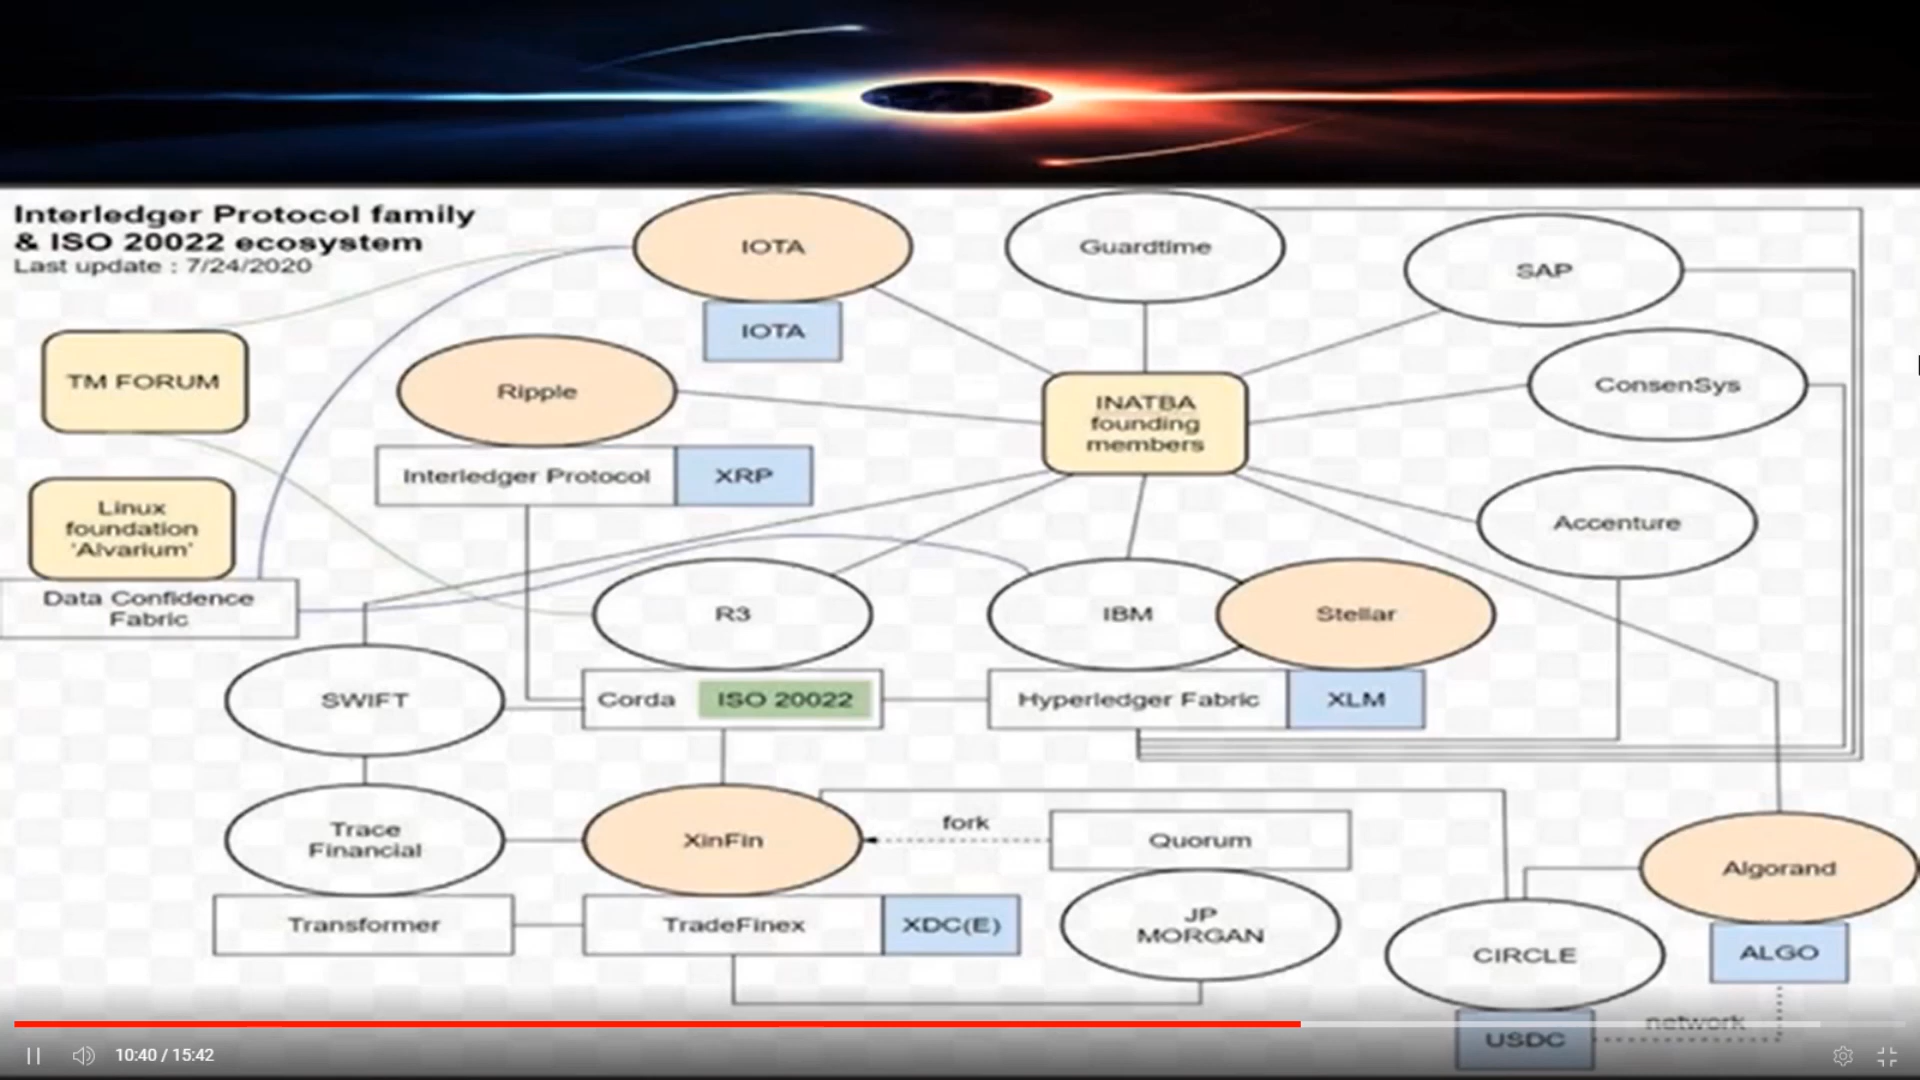 Interledger Protocol family
& ISO 20022 ecosystem
Last update : 7/24/2020
IOTA
IOTA
Guardtime
SAP
TM FORUM
Ripple
Interledger Protocol
XRP
INATBA
founding
members
ConsenSys
Linux
foundation
'Alvarium'
Data Confidence
Fabric
Accenture
R3
IBM
Stellar
SWIFT
Corda
ISO 20022
Hyperledger Fabric
XLM
Trace
Financial
XinFin
fork
Quorum
Algorand
Transformer
TradeFinex
XDC(E)
JP
MORGAN
CIRCLE
ALGO
USDC
network
10:40 / 15:42